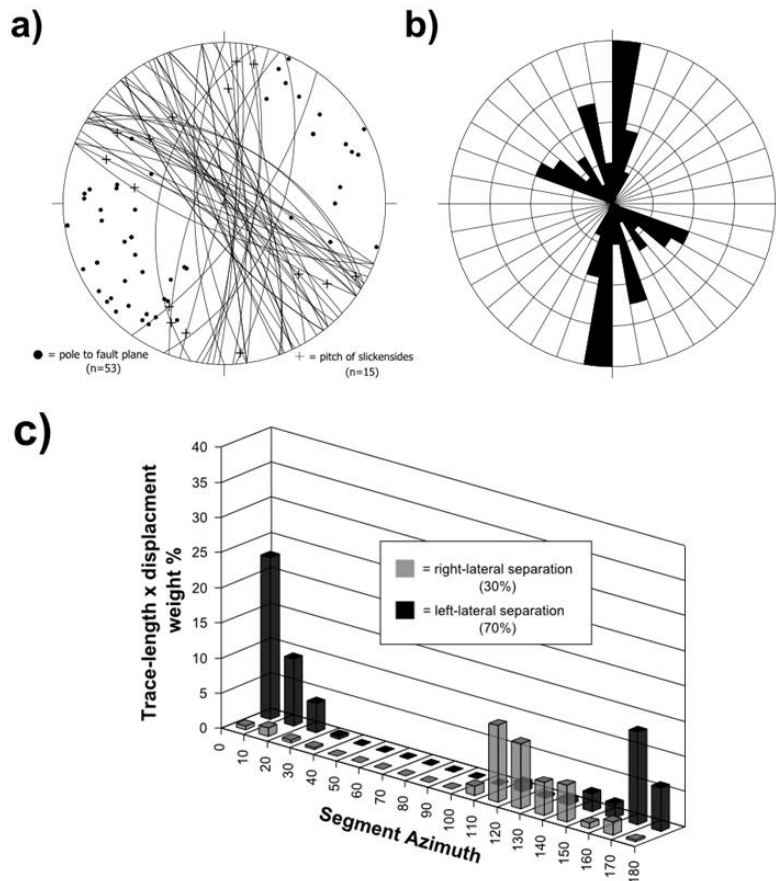 a)
b)
● = pole to fault plane
(n=53)
+ = pitch of slickensides
(n=15)
c)
Trace-length x displacment
weight %
40
35
30
25
20
15
10
5
0
= right-lateral separation
(30%)
= left-lateral separation
(70%)
0
10
20
30
40
50
60
70
80
90
100
110
120
130
140
150
160
170
180
Segment Azimuth